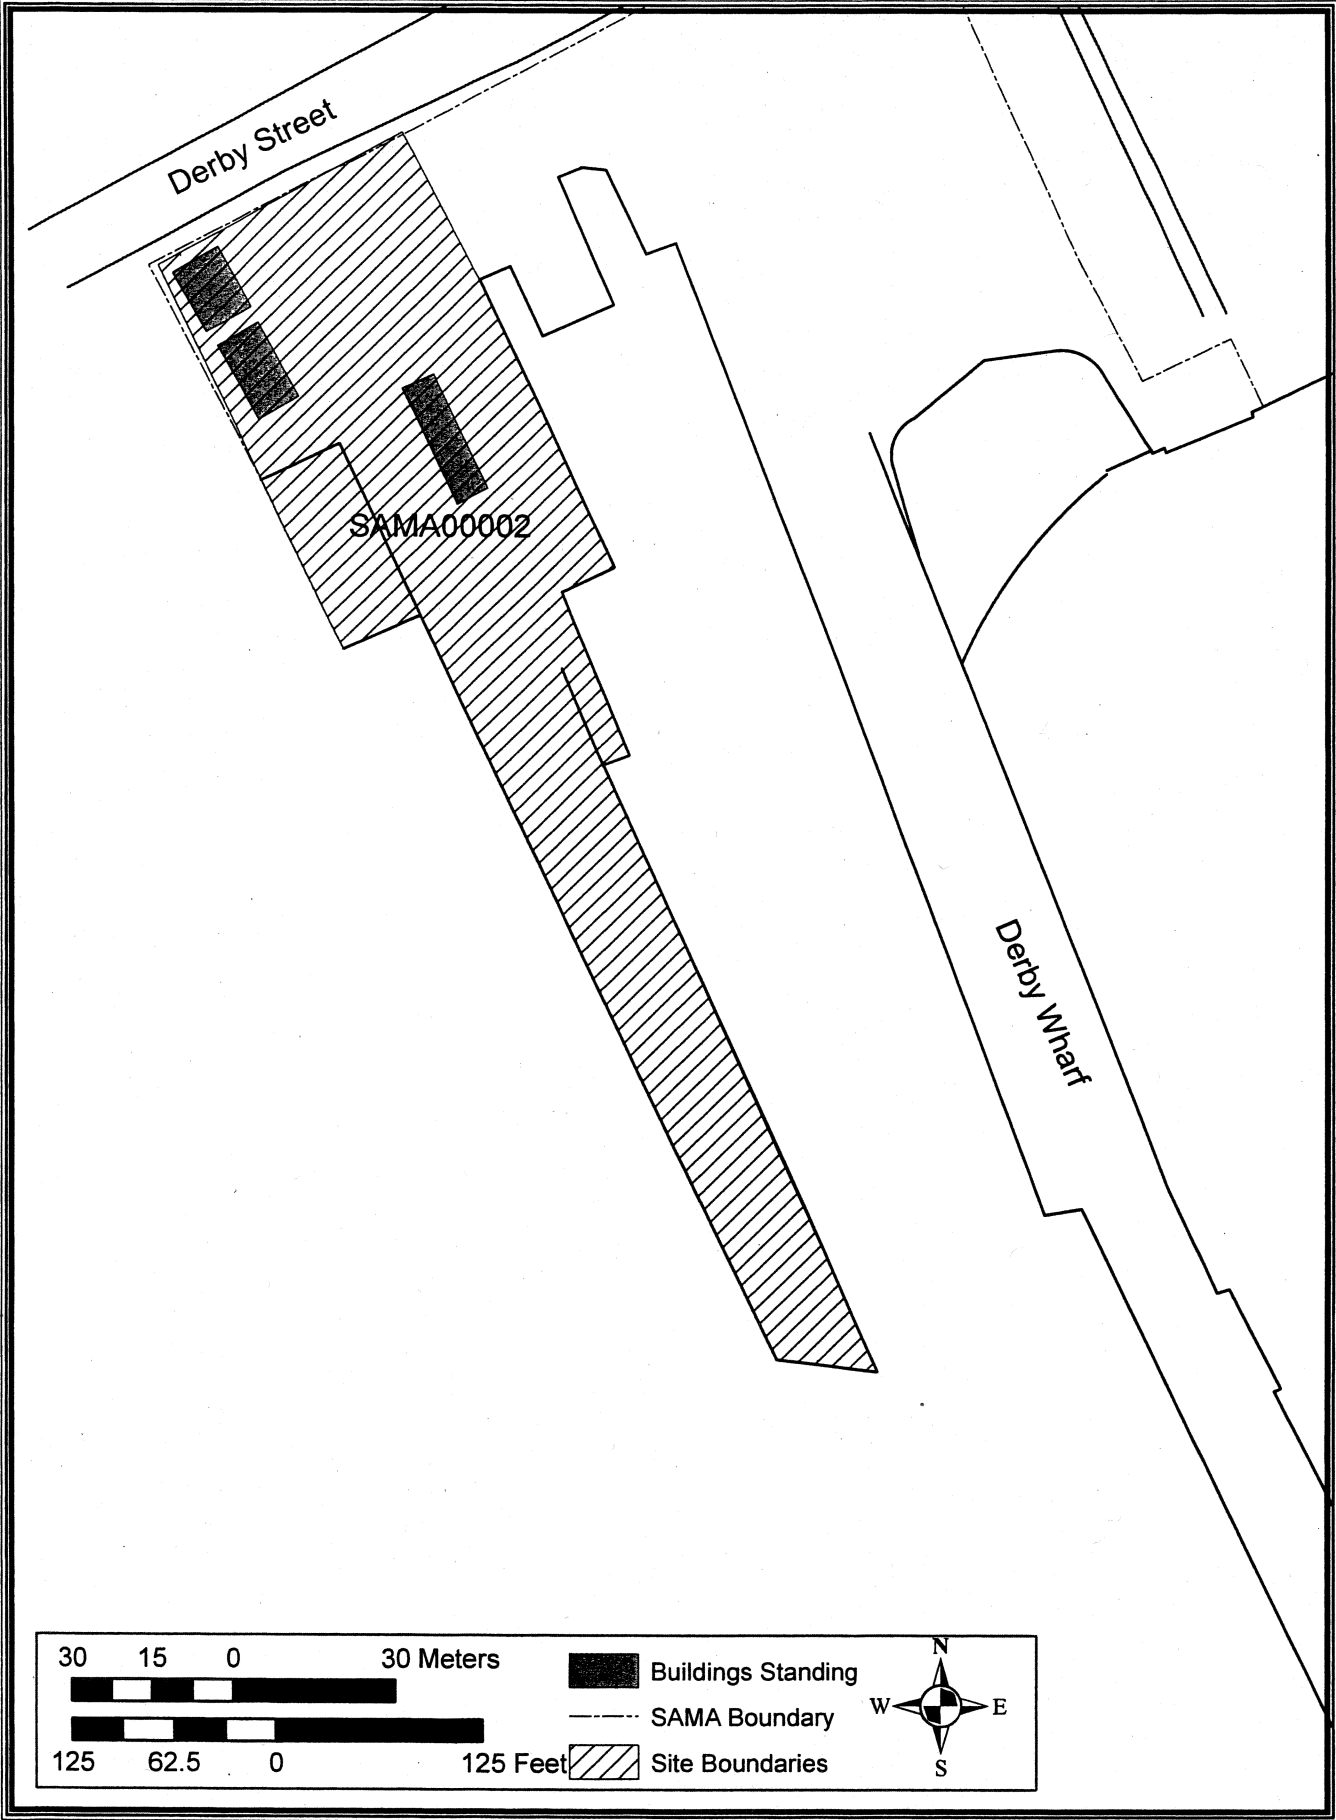 Derby Street
SAMA00002
Derby Wharf
30 15 0 30 Meters
125 62.5 0 125 Feet
Buildings Standing
SAMA Boundary
Site Boundaries
N
W E
S